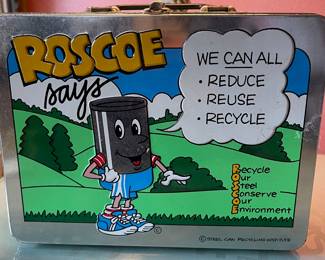 ROSCOE
says
WE CAN ALL
• REDUCE
• REUSE
• RECYCLE
Recycle
Our
Steel
Conserve
Our
Environment
©
© STEEL CAN RECYCLING INSTITUTE